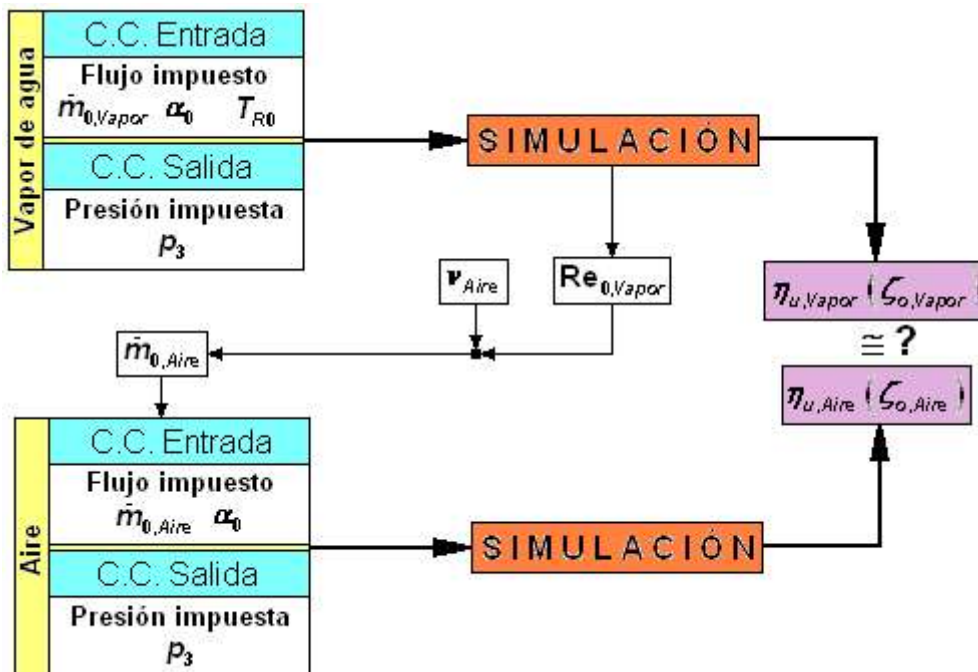 Vapor de agua
C.C. Entrada
Flujo impuesto
ṁ0,Vapor α0 TR0
C.C. Salida
Presión impuesta
p3
SIMULACIÓN
νAire
Re0,Vapor
ηu,Vapor (ζo,Vapor)
≅ ?
ηu,Aire (ζo,Aire)
ṁ0,Aire
Aire
C.C. Entrada
Flujo impuesto
ṁ0,Aire α0
C.C. Salida
Presión impuesta
p3
SIMULACIÓN